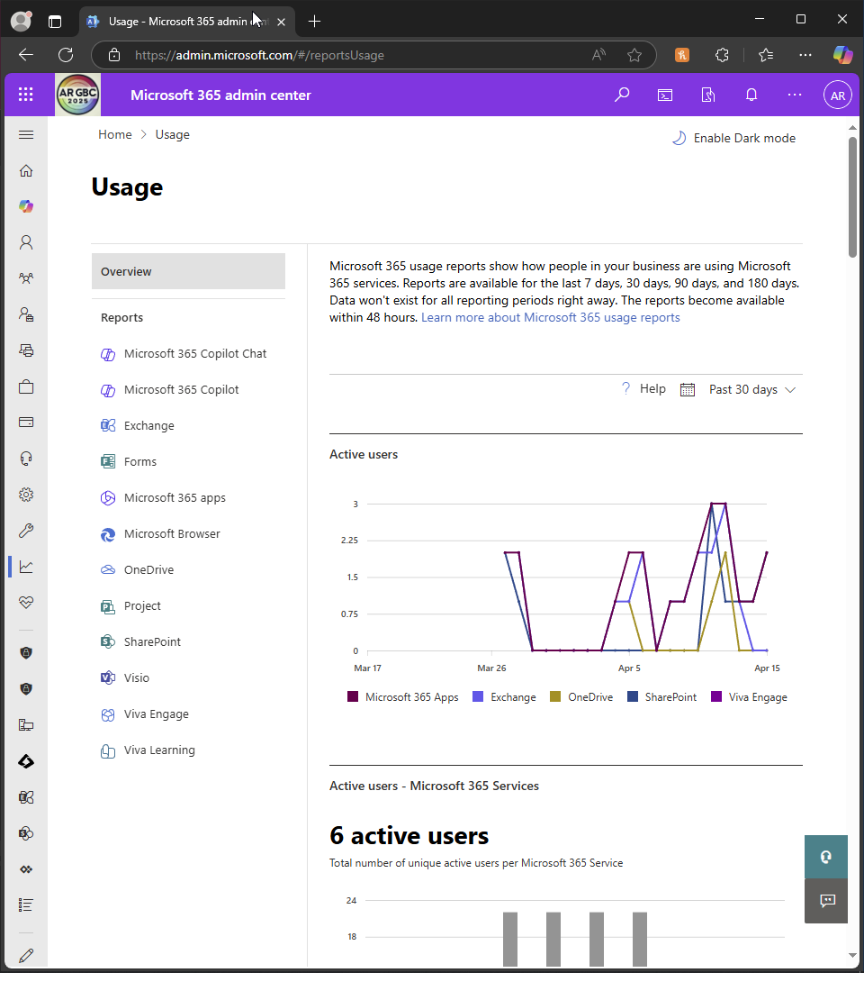 Usage - Microsoft 365 admin
https://admin.microsoft.com/#/reportsUsage
AR GBC
2025
Microsoft 365 admin center
AR
Home > Usage
Enable Dark mode
Usage
Overview
Reports
Microsoft 365 Copilot Chat
Microsoft 365 Copilot
Exchange
Forms
Microsoft 365 apps
Microsoft Browser
OneDrive
Project
SharePoint
Visio
Viva Engage
Viva Learning
Microsoft 365 usage reports show how people in your business are using Microsoft
365 services. Reports are available for the last 7 days, 30 days, 90 days, and 180 days.
Data won't exist for all reporting periods right away. The reports become available
within 48 hours. Learn more about Microsoft 365 usage reports
? Help Past 30 days
Active users
3
2.25
1.5
0.75
0
Mar 17 Mar 26 Apr 5 Apr 15
Microsoft 365 Apps Exchange OneDrive SharePoint Viva Engage
Active users - Microsoft 365 Services
6 active users
Total number of unique active users per Microsoft 365 Service
24
18